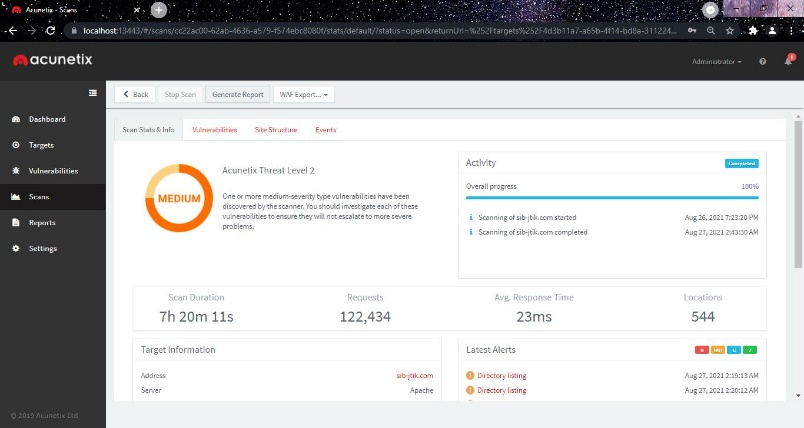 Acunetix - Scans
localhost:13443/#/scans/cc22ac00-62ab-4636-a579-f574ebc8080f/stats/default/?status=open&returnUrl=%252Ftargets%252F4d3b11a7-a65b-4f14-bd8a-311224...
acunetix
Administrator
Back
Stop Scan
Generate Report
WAF Export...
Dashboard
Targets
Vulnerabilities
Scans
Reports
Settings
Scan Stats & Info
Vulnerabilities
Site Structure
Events
MEDIUM
Acunetix Threat Level 2
One or more medium-severity type vulnerabilities have been
discovered by the scanner. You should investigate each of these
vulnerabilities to ensure they will not escalate to more severe
problems.
Activity
Completed
Overall progress
100%
Scanning of sib-jtik.com started
Aug 26, 2021 7:23:20 PM
Scanning of sib-jtik.com completed
Aug 27, 2021 2:43:30 AM
Scan Duration
Requests
Avg. Response Time
Locations
7h 20m 11s
122,434
23ms
544
Target Information
Address
sib-jtik.com
Server
Apache
Latest Alerts
Directory listing
Aug 27, 2021 2:19:13 AM
Directory listing
Aug 27, 2021 2:20:12 AM
© 2019 Acunetix Ltd